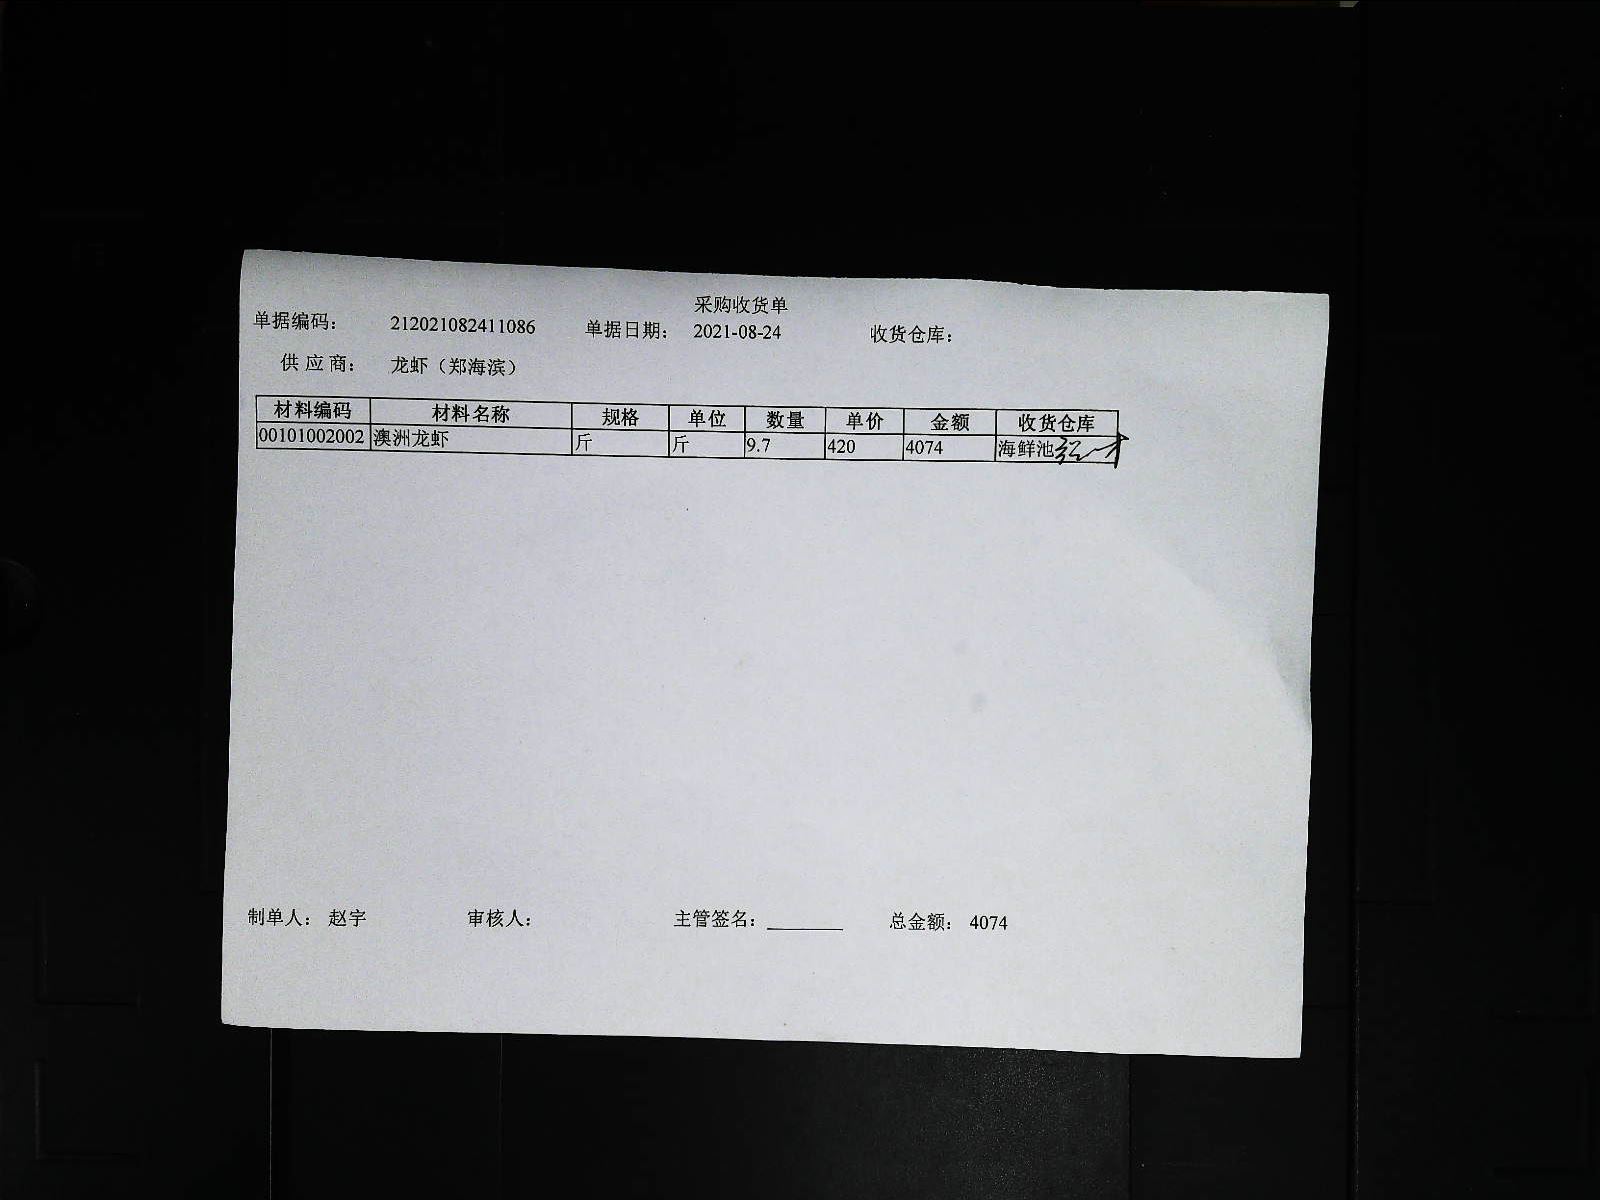 采购收货单
单据编码： 212021082411086 单据日期： 2021-08-24 收货仓库：
供 应 商： 龙虾（郑海滨）
材料编码 材料名称 规格 单位 数量 单价 金额 收货仓库
00101002002 澳洲龙虾 斤 斤 9.7 420 4074 海鲜池
制单人： 赵宇 审核人： 主管签名：________ 总金额： 4074